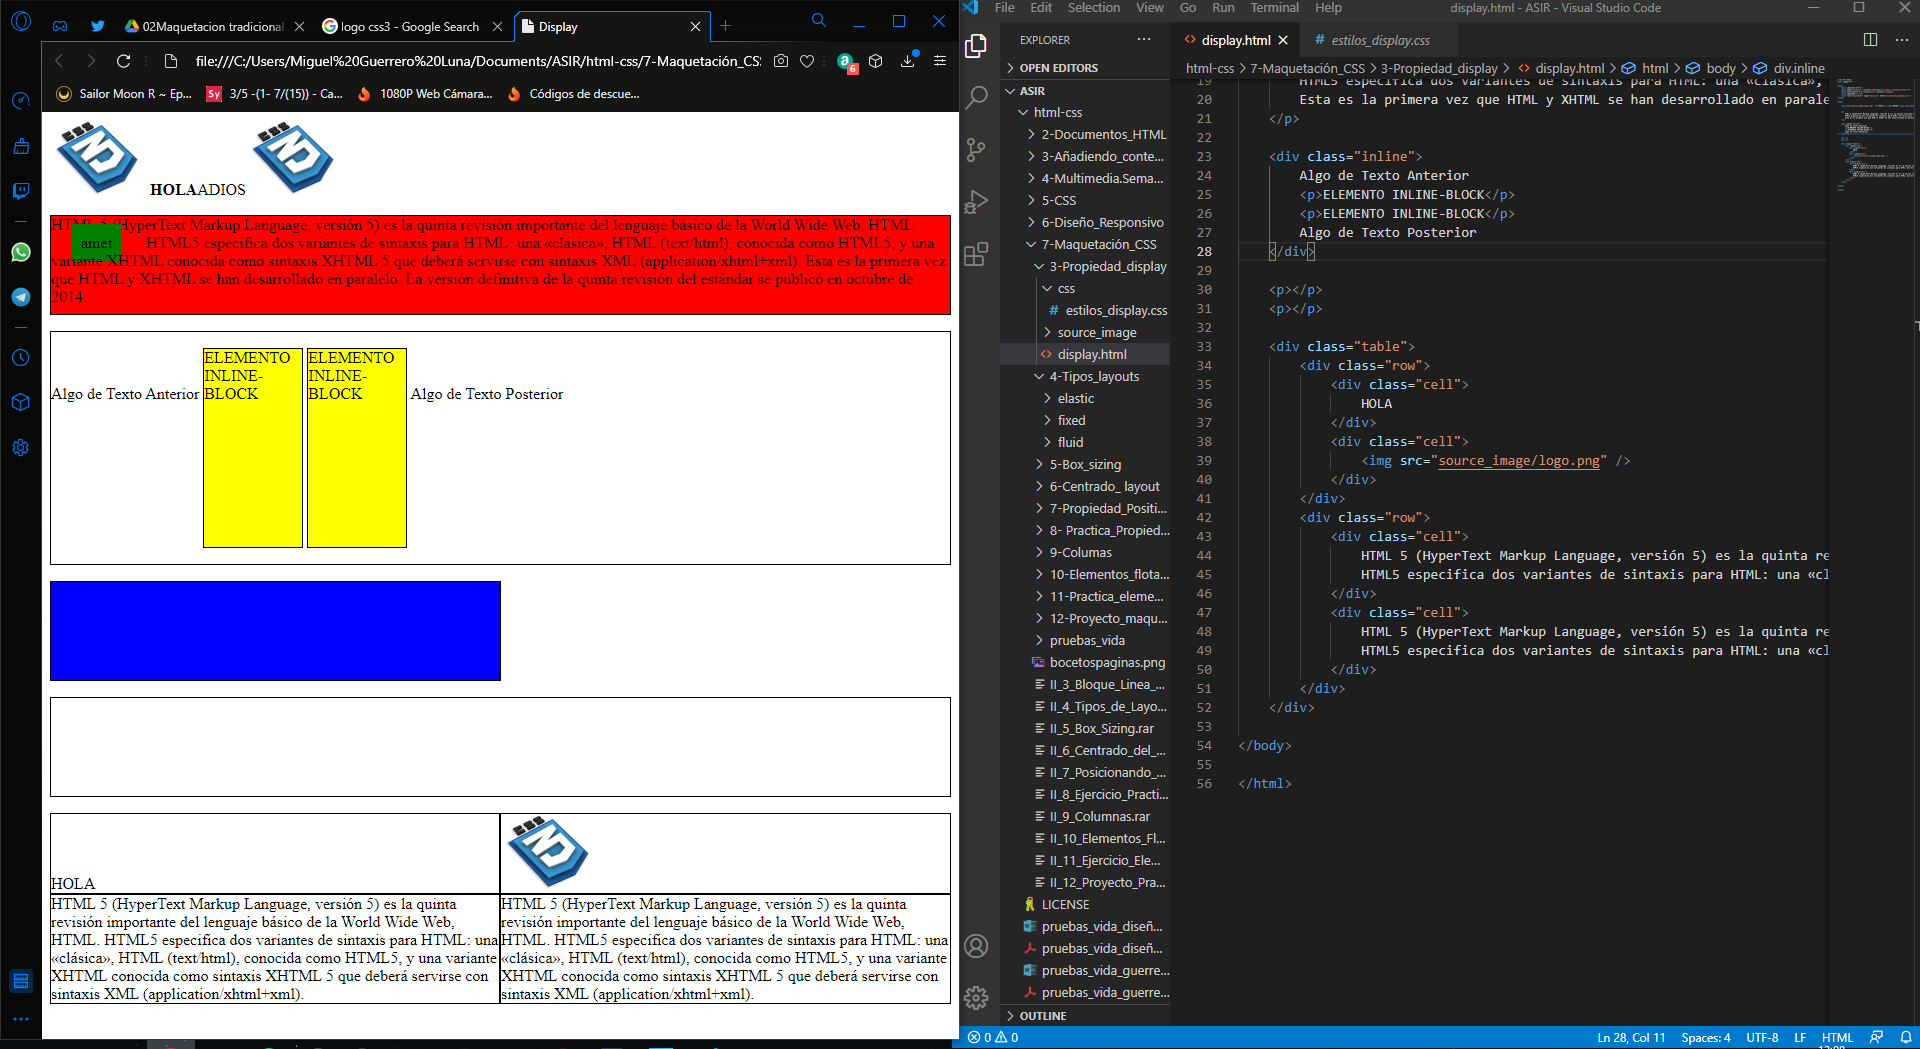 02Maquetacion tradicional
logo css3 - Google Search
Display
file:///C:/Users/Miguel%20Guerrero%20Luna/Documents/ASIR/html-css/7-Maquetación_CS
6
Sailor Moon R ~ Ep...
Sy
3/5 -(1- 7/(15)) - Ca...
1080P Web Cámara...
Códigos de descue...
HOLAADIOS
HTML 5 (HyperText Markup Language, versión 5) es la quinta revisión importante del lenguaje básico de la World Wide Web, HTML.
amet
HTML5 especifica dos variantes de sintaxis para HTML: una «clásica», HTML (text/html), conocida como HTML5, y una
variante XHTML conocida como sintaxis XHTML 5 que deberá servirse con sintaxis XML (application/xhtml+xml). Esta es la primera vez
que HTML y XHTML se han desarrollado en paralelo. La versión definitiva de la quinta revisión del estándar se publicó en octubre de
2014.
Algo de Texto Anterior
ELEMENTO
INLINE-
BLOCK
ELEMENTO
INLINE-
BLOCK
Algo de Texto Posterior
HOLA
HTML 5 (HyperText Markup Language, versión 5) es la quinta
revisión importante del lenguaje básico de la World Wide Web,
HTML. HTML5 especifica dos variantes de sintaxis para HTML: una
«clásica», HTML (text/html), conocida como HTML5, y una variante
XHTML conocida como sintaxis XHTML 5 que deberá servirse con
sintaxis XML (application/xhtml+xml).
HTML 5 (HyperText Markup Language, versión 5) es la quinta
revisión importante del lenguaje básico de la World Wide Web,
HTML. HTML5 especifica dos variantes de sintaxis para HTML: una
«clásica», HTML (text/html), conocida como HTML5, y una variante
XHTML conocida como sintaxis XHTML 5 que deberá servirse con
sintaxis XML (application/xhtml+xml).
File Edit Selection View Go Run Terminal Help
display.html - ASIR - Visual Studio Code
EXPLORER
OPEN EDITORS
ASIR
html-css
2-Documentos_HTML
3-Añadiendo_conte...
4-Multimedia.Sema...
5-CSS
6-Diseño_Responsivo
7-Maquetación_CSS
3-Propiedad_display
css
# estilos_display.css
source_image
display.html
4-Tipos_layouts
elastic
fixed
fluid
5-Box_sizing
6-Centrado_ layout
7-Propiedad_Positi...
8- Practica_Propied...
9-Columas
10-Elementos_flota...
11-Practica_eleme...
12-Proyecto_maqu...
pruebas_vida
bocetospaginas.png
II_3_Bloque_Linea_...
II_4_Tipos_de_Layo...
II_5_Box_Sizing.rar
II_6_Centrado_del_...
II_7_Posicionando_...
II_8_Ejercicio_Practi...
II_9_Columnas.rar
II_10_Elementos_Fl...
II_11_Ejercicio_Ele...
II_12_Proyecto_Pra...
LICENSE
pruebas_vida_diseñ...
pruebas_vida_diseñ...
pruebas_vida_guerre...
pruebas_vida_guerre...
OUTLINE
display.html
# estilos_display.css
html-css > 7-Maquetación_CSS > 3-Propiedad_display > display.html > html > body > div.inline
19 HTML5 especifica dos variantes de sintaxis para HTML: una «clásica»,
20 Esta es la primera vez que HTML y XHTML se han desarrollado en parale
21 </p>
22
23 <div class="inline">
24 Algo de Texto Anterior
25 <p>ELEMENTO INLINE-BLOCK</p>
26 <p>ELEMENTO INLINE-BLOCK</p>
27 Algo de Texto Posterior
28 </div>
29
30 <p></p>
31 <p></p>
32
33 <div class="table">
34 <div class="row">
35 <div class="cell">
36 HOLA
37 </div>
38 <div class="cell">
39 <img src="source_image/logo.png" />
40 </div>
41 </div>
42 <div class="row">
43 <div class="cell">
44 HTML 5 (HyperText Markup Language, versión 5) es la quinta re
45 HTML5 especifica dos variantes de sintaxis para HTML: una «cl
46 </div>
47 <div class="cell">
48 HTML 5 (HyperText Markup Language, versión 5) es la quinta re
49 HTML5 especifica dos variantes de sintaxis para HTML: una «cl
50 </div>
51 </div>
52 </div>
53
54 </body>
55
56 </html>
0 0
Ln 28, Col 11
Spaces: 4
UTF-8
LF
HTML